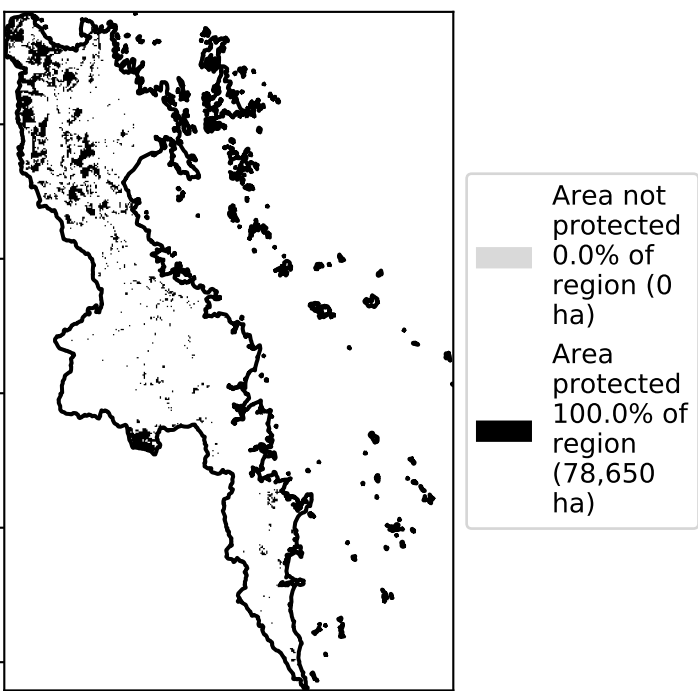 Area not
protected
0.0% of
region (0
ha)
Area
protected
100.0% of
region
(78,650
ha)